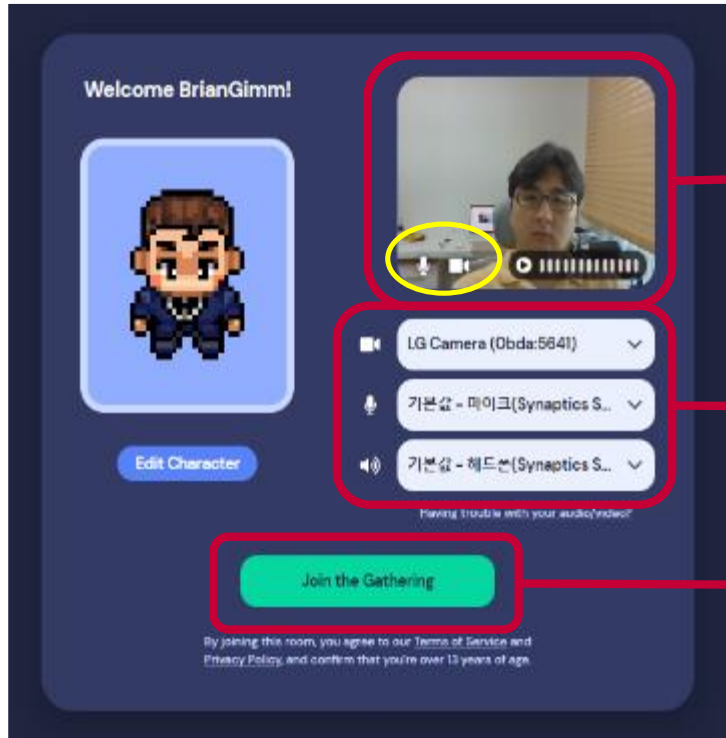 Welcome BrianGimm!
LG Camera (0bda:5641)
기본값 - 마이크(Synaptics S...
Edit Character
기본값 - 헤드폰(Synaptics S...
Having trouble with your audio/video?
Join the Gathering
By joining this room, you agree to our Terms of Service and
Privacy Policy, and confirm that you're over 13 years of age.